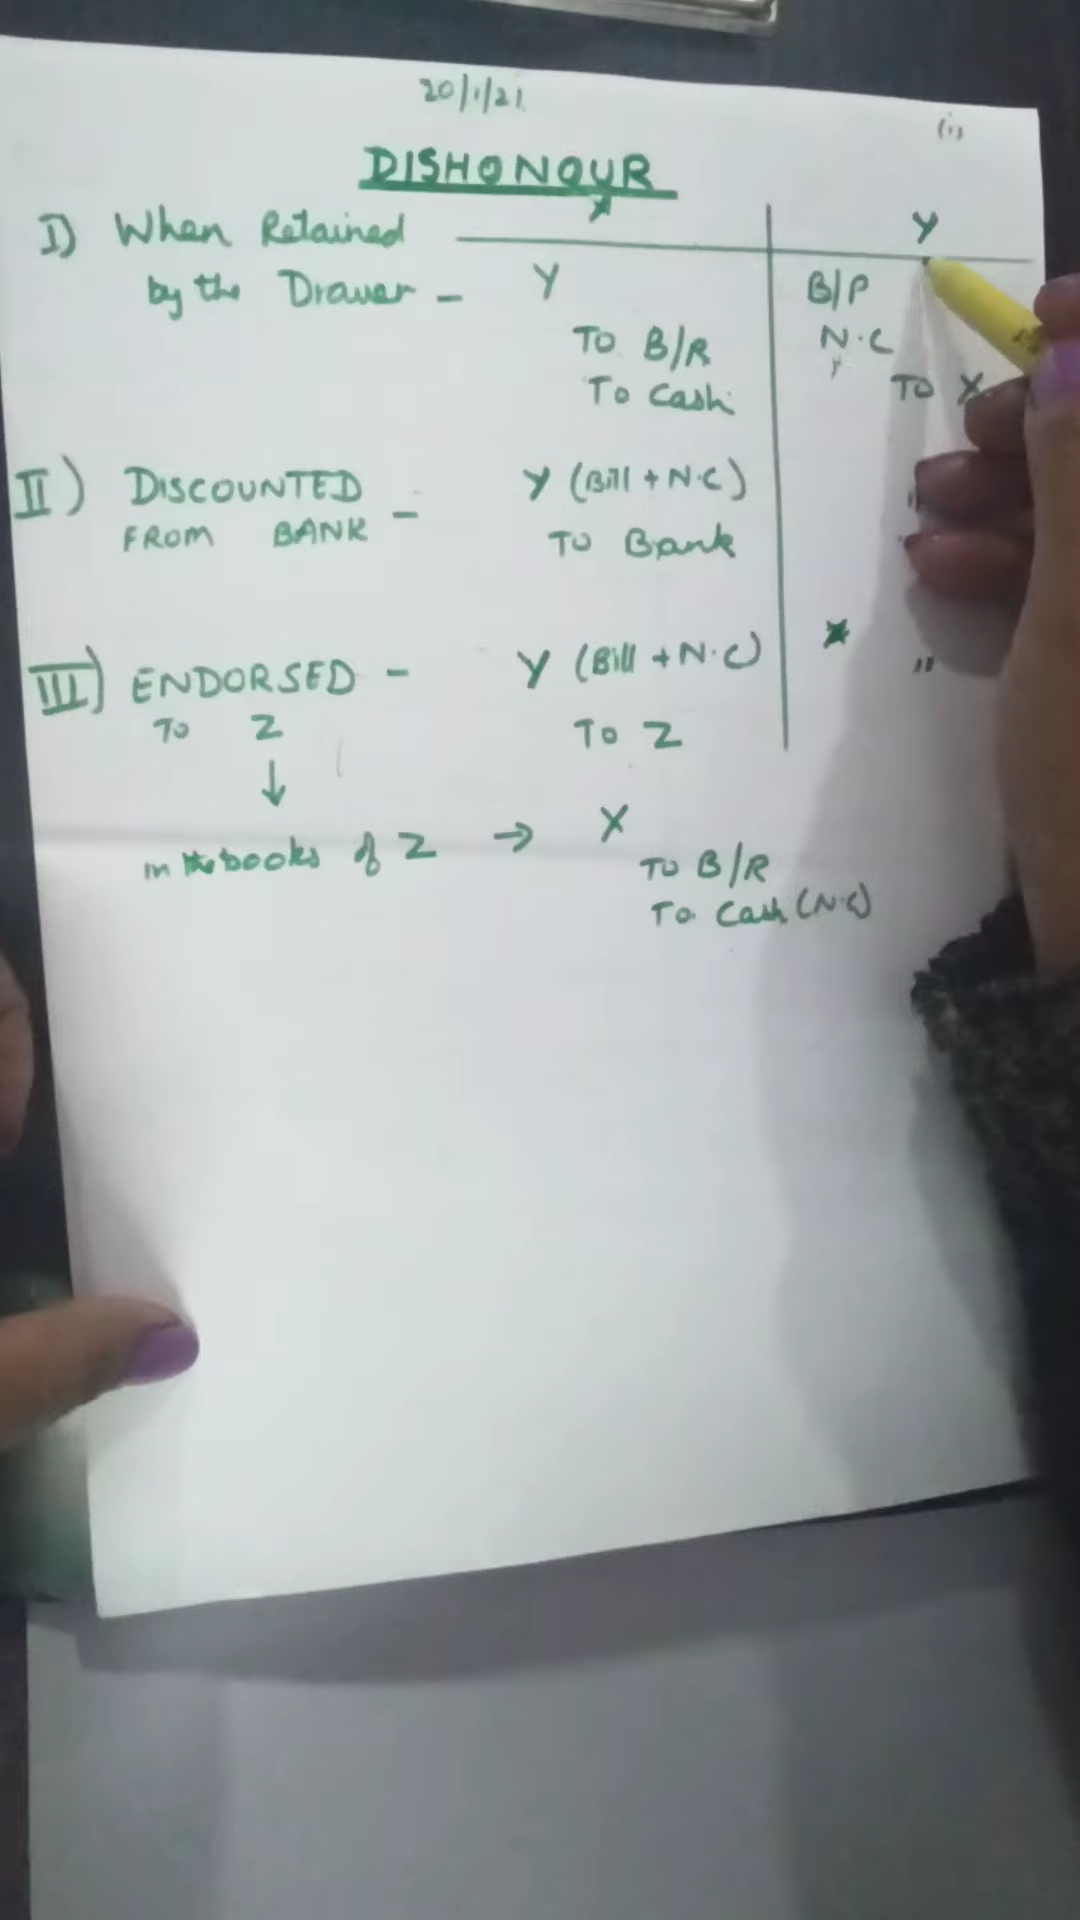 20/1/21
(1)
DISHONOUR
X
Y
I) When Retained
by the Drawer - Y
B/P
To B/R
N.C
To Cash
To X
II) DISCOUNTED - Y (Bill + N.C)
"
FROM BANK
To Bank
III) ENDORSED - Y (Bill + N.C)
"
To Z
To Z
↓
in the books of Z → X
To B/R
To Cash (N.C)